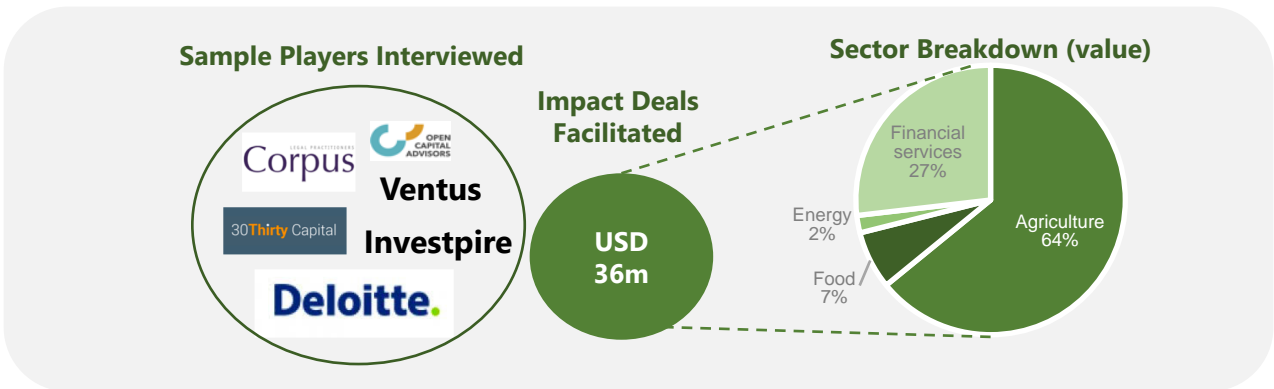 Sample Players Interviewed
LEGAL PRACTITIONERS
Corpus
OPEN
CAPITAL
ADVISORS
Ventus
30Thirty Capital
Investpire
Deloitte.
Impact Deals
Facilitated
USD
36m
Sector Breakdown (value)
Financial
services
27%
Energy
2%
Food
7%
Agriculture
64%